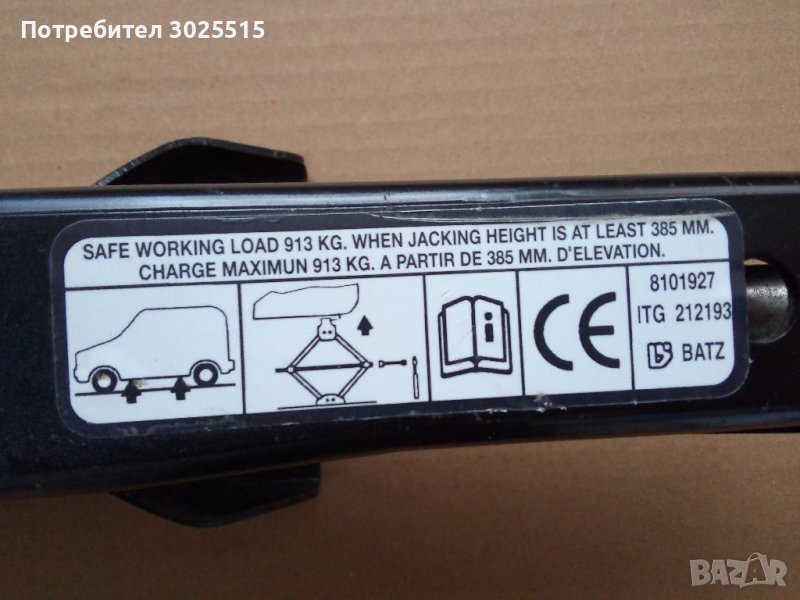 Потребител 3025515
SAFE WORKING LOAD 913 KG. WHEN JACKING HEIGHT IS AT LEAST 385 MM.
CHARGE MAXIMUN 913 KG. A PARTIR DE 385 MM. D'ELEVATION.
i
CE
8101927
ITG 212193
BATZ
BAZAR